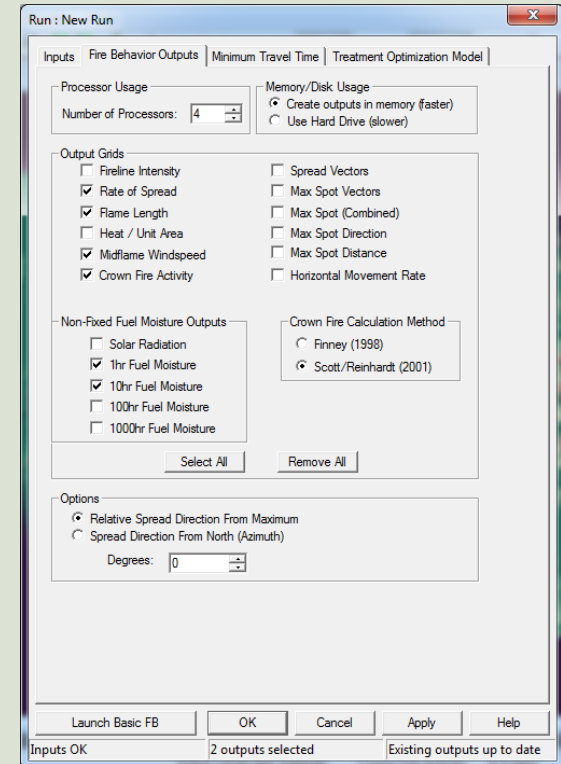 Run : New Run
Inputs
Fire Behavior Outputs
Minimum Travel Time
Treatment Optimization Model
Processor Usage
Number of Processors: 4
Memory/Disk Usage
Create outputs in memory (faster)
Use Hard Drive (slower)
Output Grids
Fireline Intensity
Rate of Spread
Flame Length
Heat / Unit Area
Midflame Windspeed
Crown Fire Activity
Spread Vectors
Max Spot Vectors
Max Spot (Combined)
Max Spot Direction
Max Spot Distance
Horizontal Movement Rate
Non-Fixed Fuel Moisture Outputs
Solar Radiation
1hr Fuel Moisture
10hr Fuel Moisture
100hr Fuel Moisture
1000hr Fuel Moisture
Crown Fire Calculation Method
Finney (1998)
Scott/Reinhardt (2001)
Select All
Remove All
Options
Relative Spread Direction From Maximum
Spread Direction From North (Azimuth)
Degrees: 0
Launch Basic FB
OK
Cancel
Apply
Help
Inputs OK
2 outputs selected
Existing outputs up to date